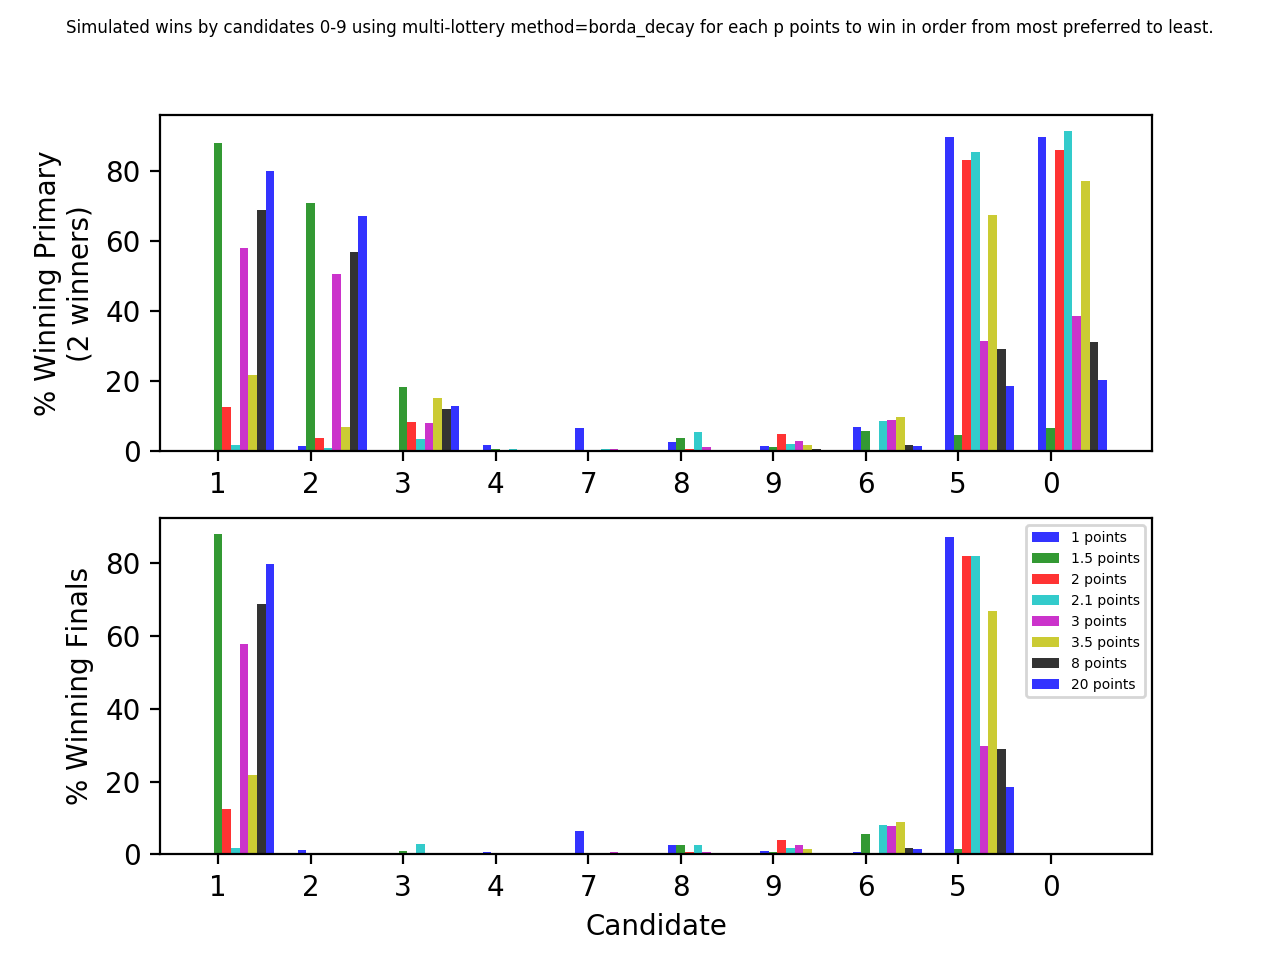 Simulated wins by candidates 0-9 using multi-lottery method=borda_decay for each p points to win in order from most preferred to least.
% Winning Primary
(2 winners)
80
60
40
20
0
1 2 3 4 7 8 9 6 5 0
% Winning Finals
80
60
40
20
0
1 points
1.5 points
2 points
2.1 points
3 points
3.5 points
8 points
20 points
1 2 3 4 7 8 9 6 5 0
Candidate